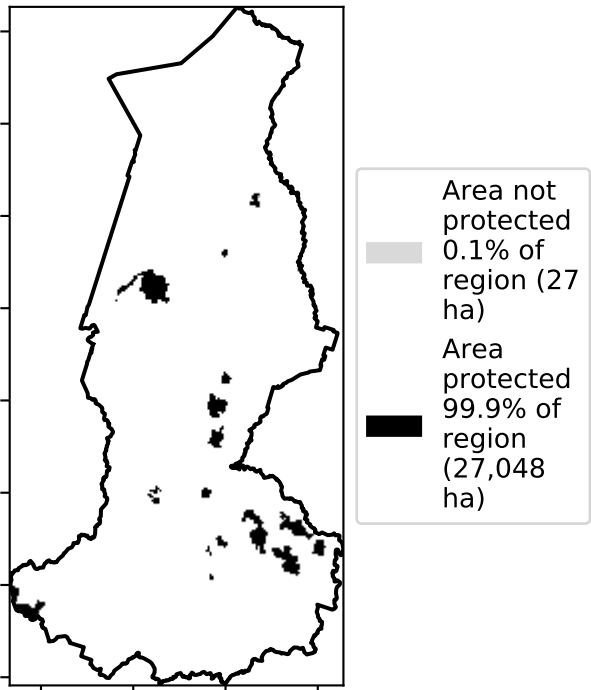 Area not
protected
0.1% of
region (27
ha)
Area
protected
99.9% of
region
(27,048
ha)